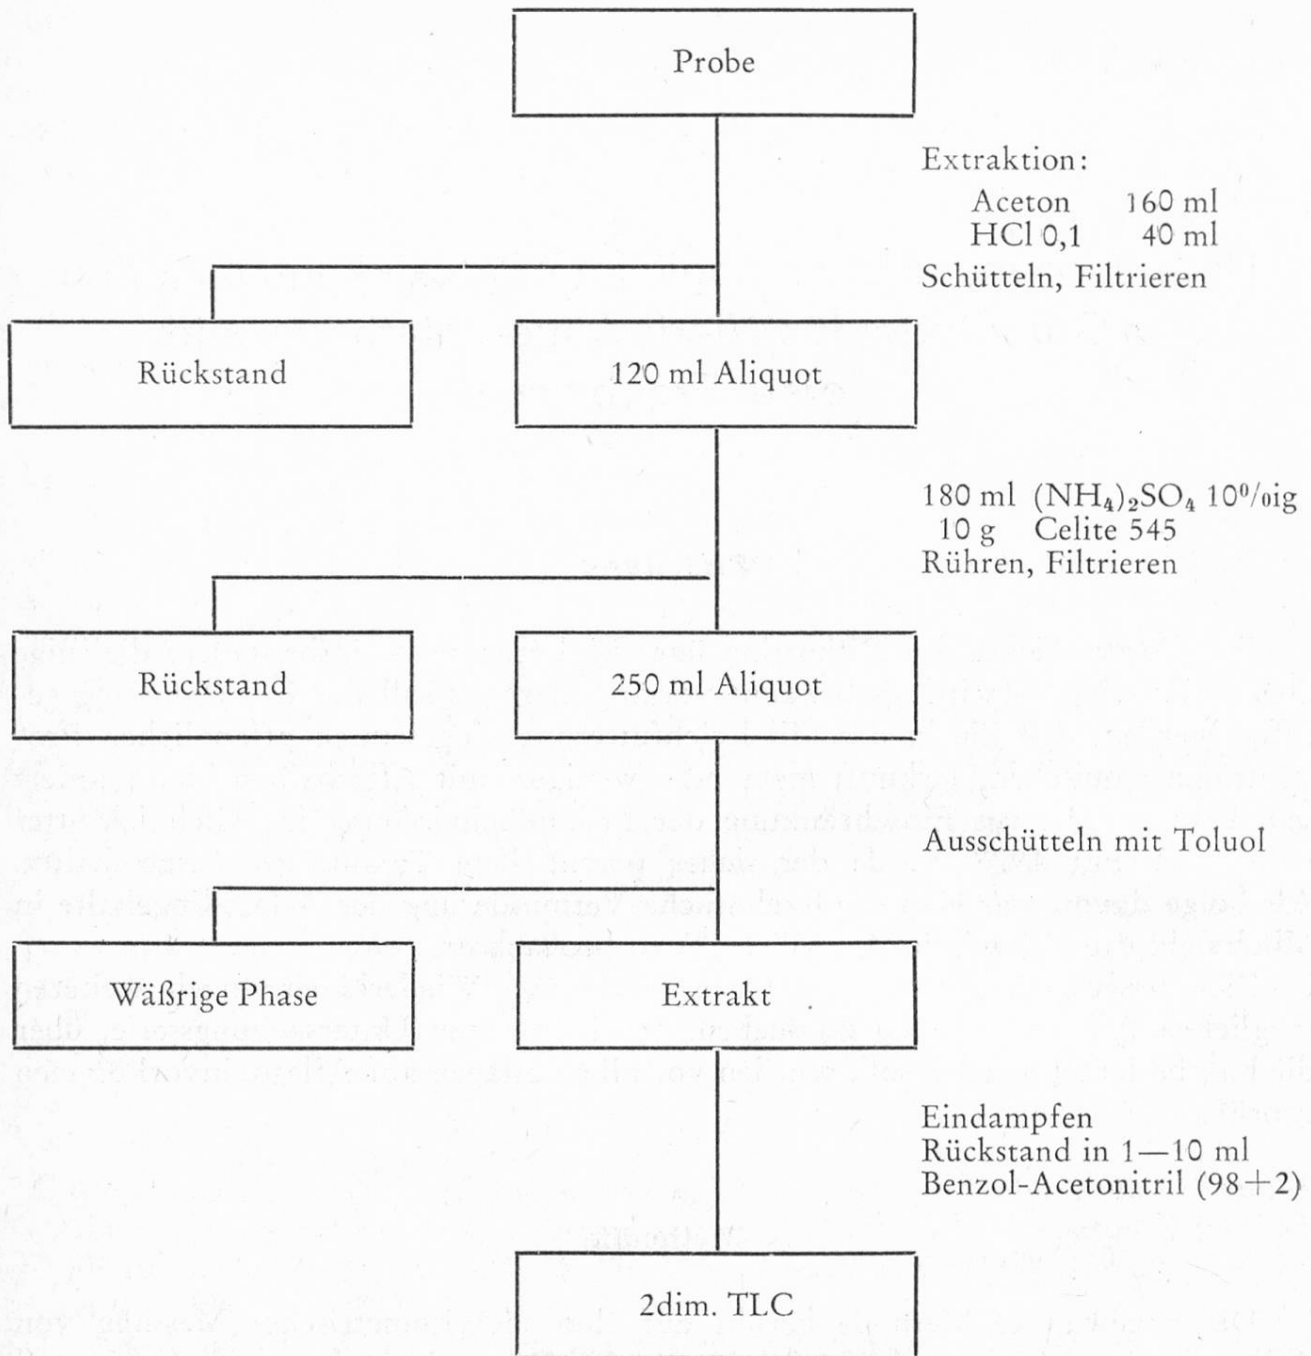 Probe
Extraktion:
Aceton 160 ml
HCl 0,1 40 ml
Schütteln, Filtrieren
Rückstand
120 ml Aliquot
180 ml (NH₄)₂SO₄ 10%ig
10 g Celite 545
Rühren, Filtrieren
Rückstand
250 ml Aliquot
Ausschütteln mit Toluol
Wäßrige Phase
Extrakt
Eindampfen
Rückstand in 1—10 ml
Benzol-Acetonitril (98+2)
2dim. TLC